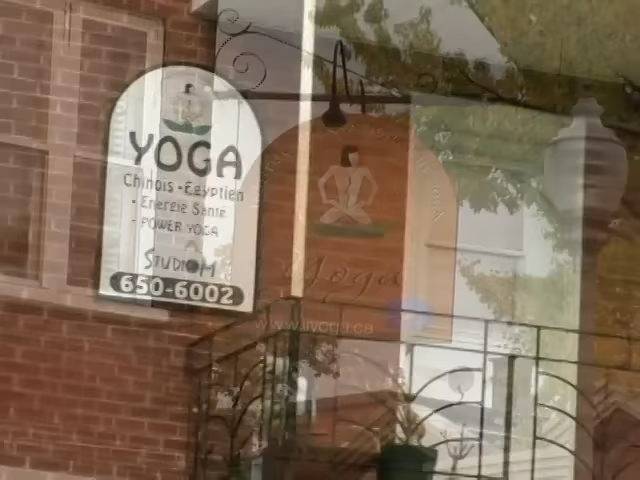 YOGA
Chinois - Egyptien
• Energie Santé
- POWER YOGA
STUDIO M
650-6002
Yoga